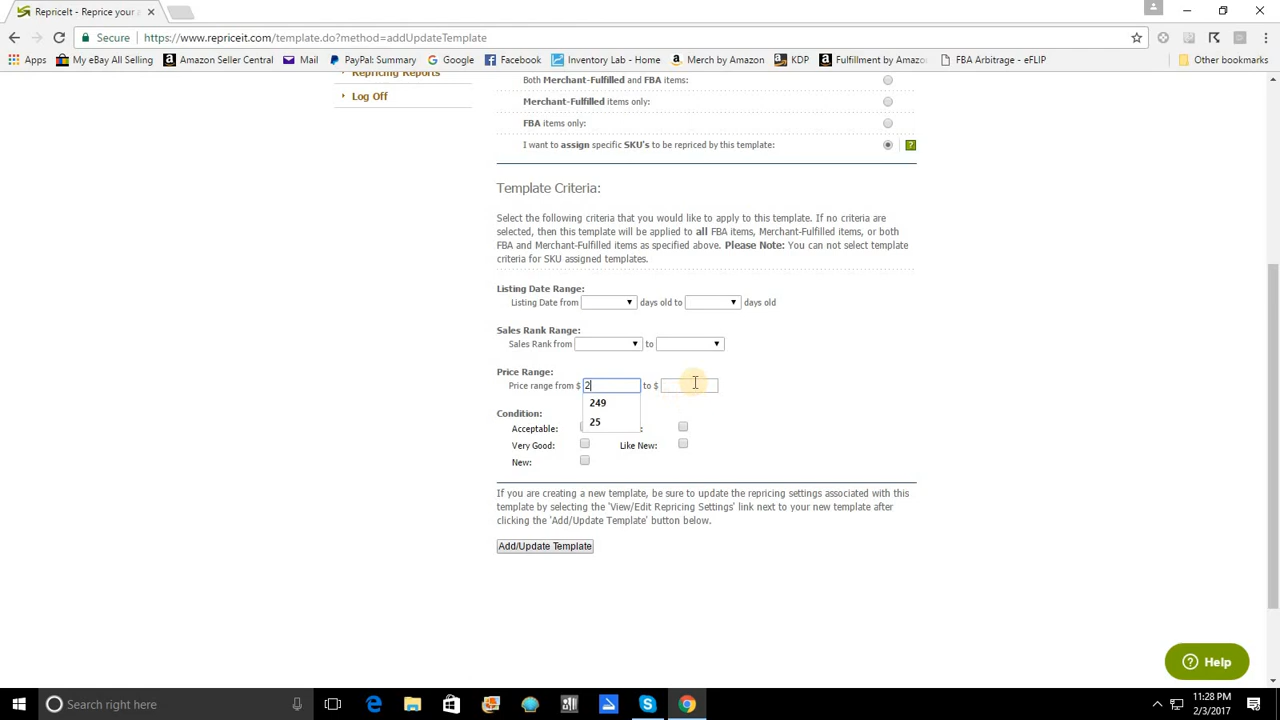 RepriceIt - Reprice your a
Secure
https://www.repriceit.com/template.do?method=addUpdateTemplate
Apps
My eBay All Selling
Amazon Seller Central
Mail
PayPal: Summary
Google
Facebook
Inventory Lab - Home
Merch by Amazon
KDP
Fulfillment by Amazo
FBA Arbitrage - eFLIP
Other bookmarks
Repricing Reports
Log Off
Both Merchant-Fulfilled and FBA items:
Merchant-Fulfilled items only:
FBA items only:
I want to assign specific SKU's to be repriced by this template:
?
Template Criteria:
Select the following criteria that you would like to apply to this template. If no criteria are
selected, then this template will be applied to all FBA items, Merchant-Fulfilled items, or both
FBA and Merchant-Fulfilled items as specified above. Please Note: You can not select template
criteria for SKU assigned templates.
Listing Date Range:
Listing Date from
days old to
days old
Sales Rank Range:
Sales Rank from
to
Price Range:
Price range from $
2
to $
249
25
Condition:
Acceptable:
Very Good:
Like New:
New:
If you are creating a new template, be sure to update the repricing settings associated with this
template by selecting the 'View/Edit Repricing Settings' link next to your new template after
clicking the 'Add/Update Template' button below.
Add/Update Template
Help
Search right here
11:28 PM
2/3/2017